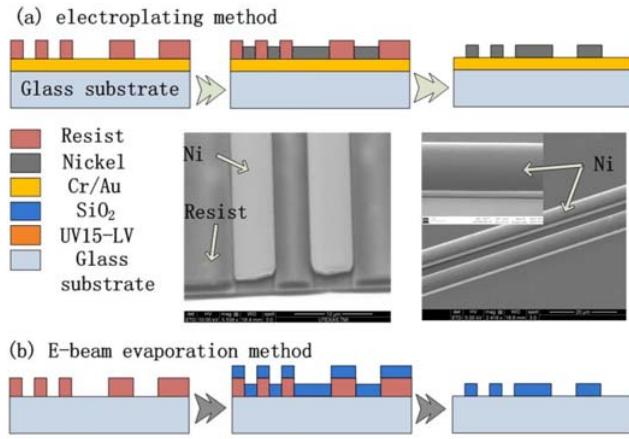 (a) electroplating method
Glass substrate
Resist
Nickel
Cr/Au
SiO₂
UV15-LV
Glass
substrate
Ni
Resist
Ni
(b) E-beam evaporation method